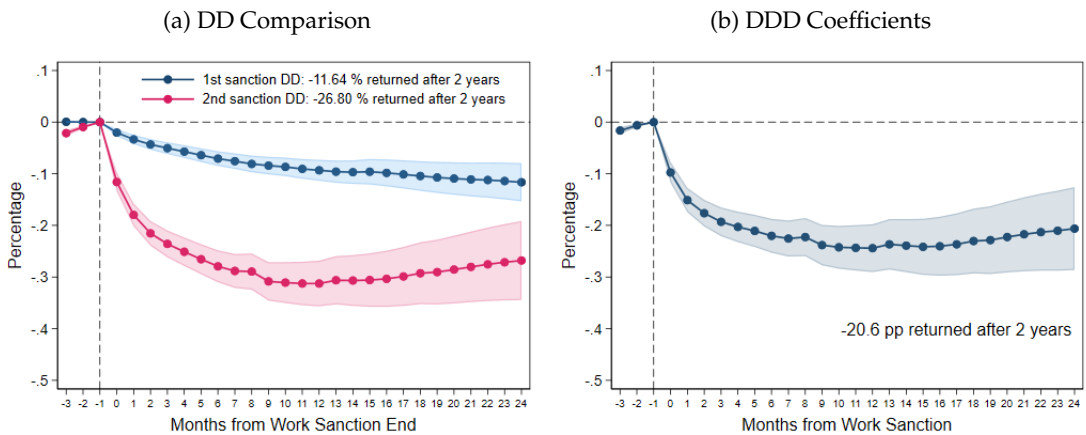 (a) DD Comparison
1st sanction DD: -11.64 % returned after 2 years
2nd sanction DD: -26.80 % returned after 2 years
Percentage
.1
0
-.1
-.2
-.3
-.4
-.5
-3 -2 -1 0 1 2 3 4 5 6 7 8 9 10 11 12 13 14 15 16 17 18 19 20 21 22 23 24
Months from Work Sanction End
(b) DDD Coefficients
Percentage
.1
0
-.1
-.2
-.3
-.4
-.5
-20.6 pp returned after 2 years
-3 -2 -1 0 1 2 3 4 5 6 7 8 9 10 11 12 13 14 15 16 17 18 19 20 21 22 23 24
Months from Work Sanction